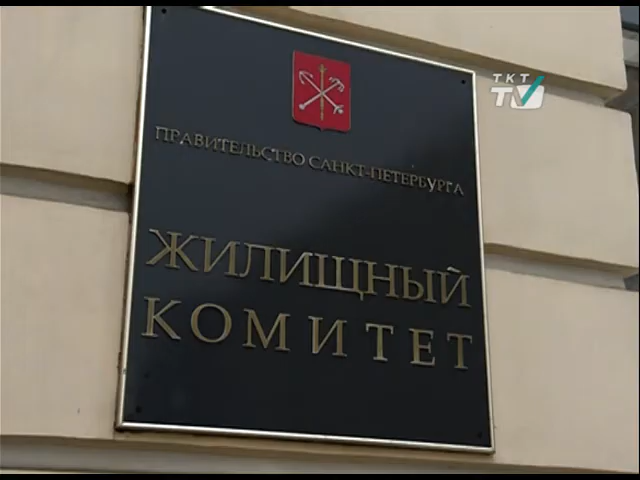 ТКТ
TV
ПРАВИТЕЛЬСТВО САНКТ-ПЕТЕРБУРГА
ЖИЛИЩНЫЙ
КОМИТЕТ